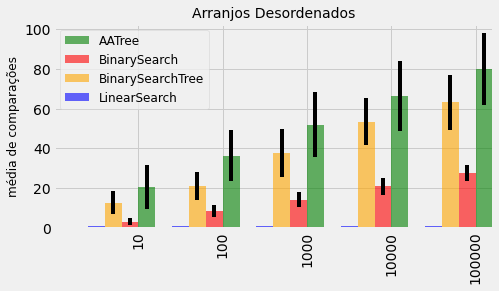 Arranjos Desordenados
média de comparações
100
80
60
40
20
0
AATree
BinarySearch
BinarySearchTree
LinearSearch
10
100
1000
10000
100000